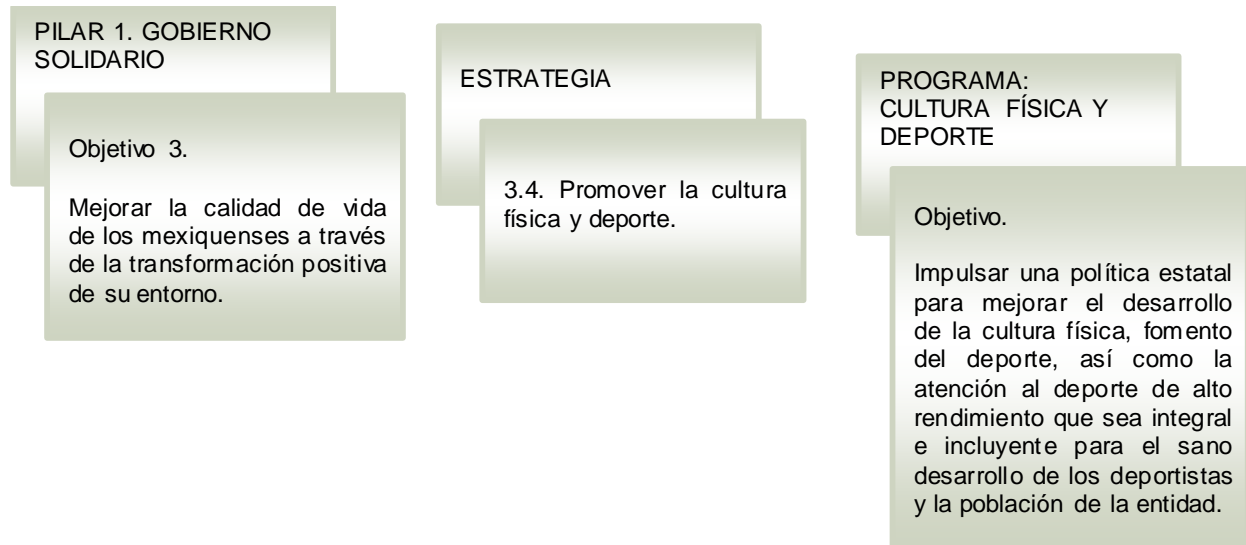 PILAR 1. GOBIERNO
SOLIDARIO
Objetivo 3.
Mejorar la calidad de vida
de los mexiquenses a través
de la transformación positiva
de su entorno.
ESTRATEGIA
3.4. Promover la cultura
física y deporte.
PROGRAMA:
CULTURA FÍSICA Y
DEPORTE
Objetivo.
Impulsar una política estatal
para mejorar el desarrollo
de la cultura física, fomento
del deporte, así como la
atención al deporte de alto
rendimiento que sea integral
e incluyente para el sano
desarrollo de los deportistas
y la población de la entidad.